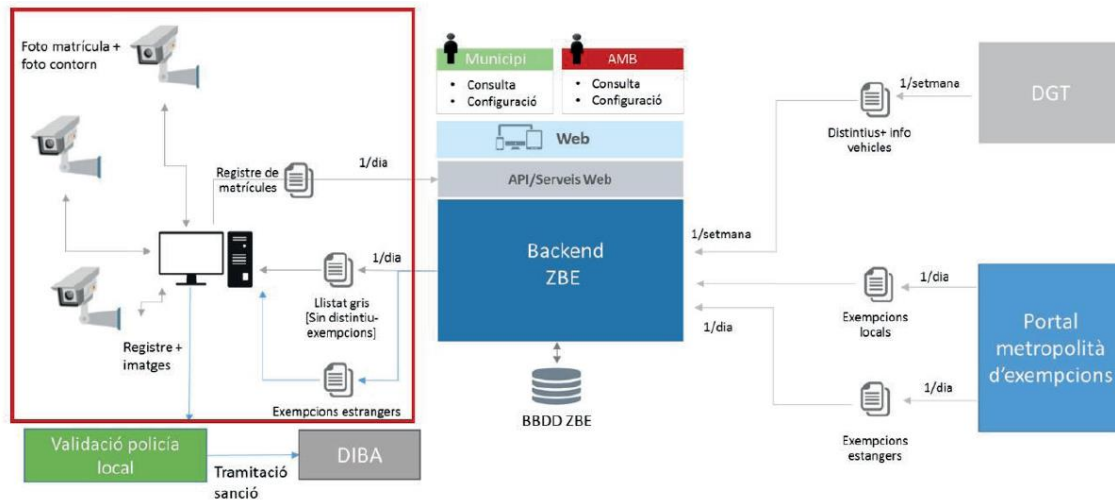 Foto matrícula +
foto contorn
Registre de
matrícules
1/dia
1/dia
Llistat gris
[Sin distintiu-
exempcions]
Registre +
imatges
Exempcions estrangers
Validació policía
local
Tramitació
sanció
DIBA
Municipi
• Consulta
• Configuració
AMB
• Consulta
• Configuració
Web
API/Serveis Web
Backend
ZBE
BBDD ZBE
1/setmana
Distintius+ info
vehicles
1/setmana
DGT
1/dia
Exempcions
locals
1/dia
1/dia
Exempcions
estangers
Portal
metropolità
d'exempcions
1/dia